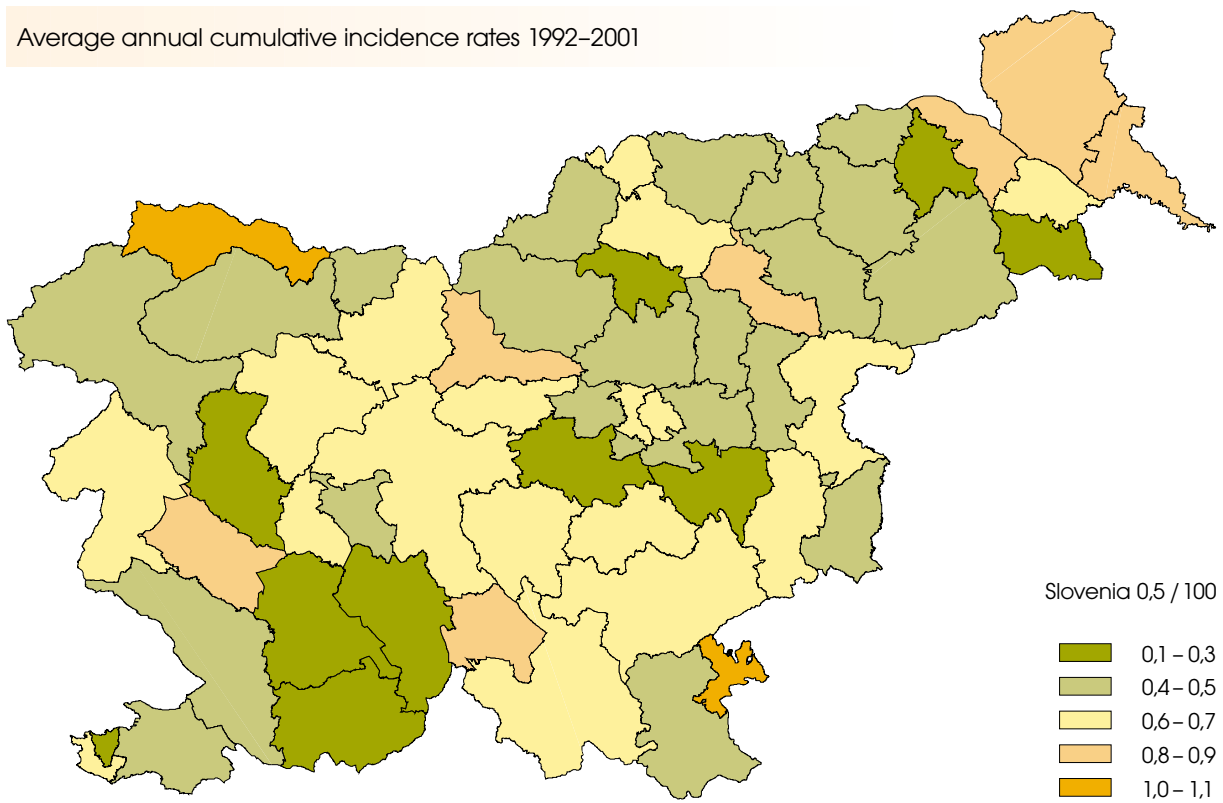 Average annual cumulative incidence rates 1992–2001
Slovenia 0,5 / 100
0,1 – 0,3
0,4 – 0,5
0,6 – 0,7
0,8 – 0,9
1,0 – 1,1